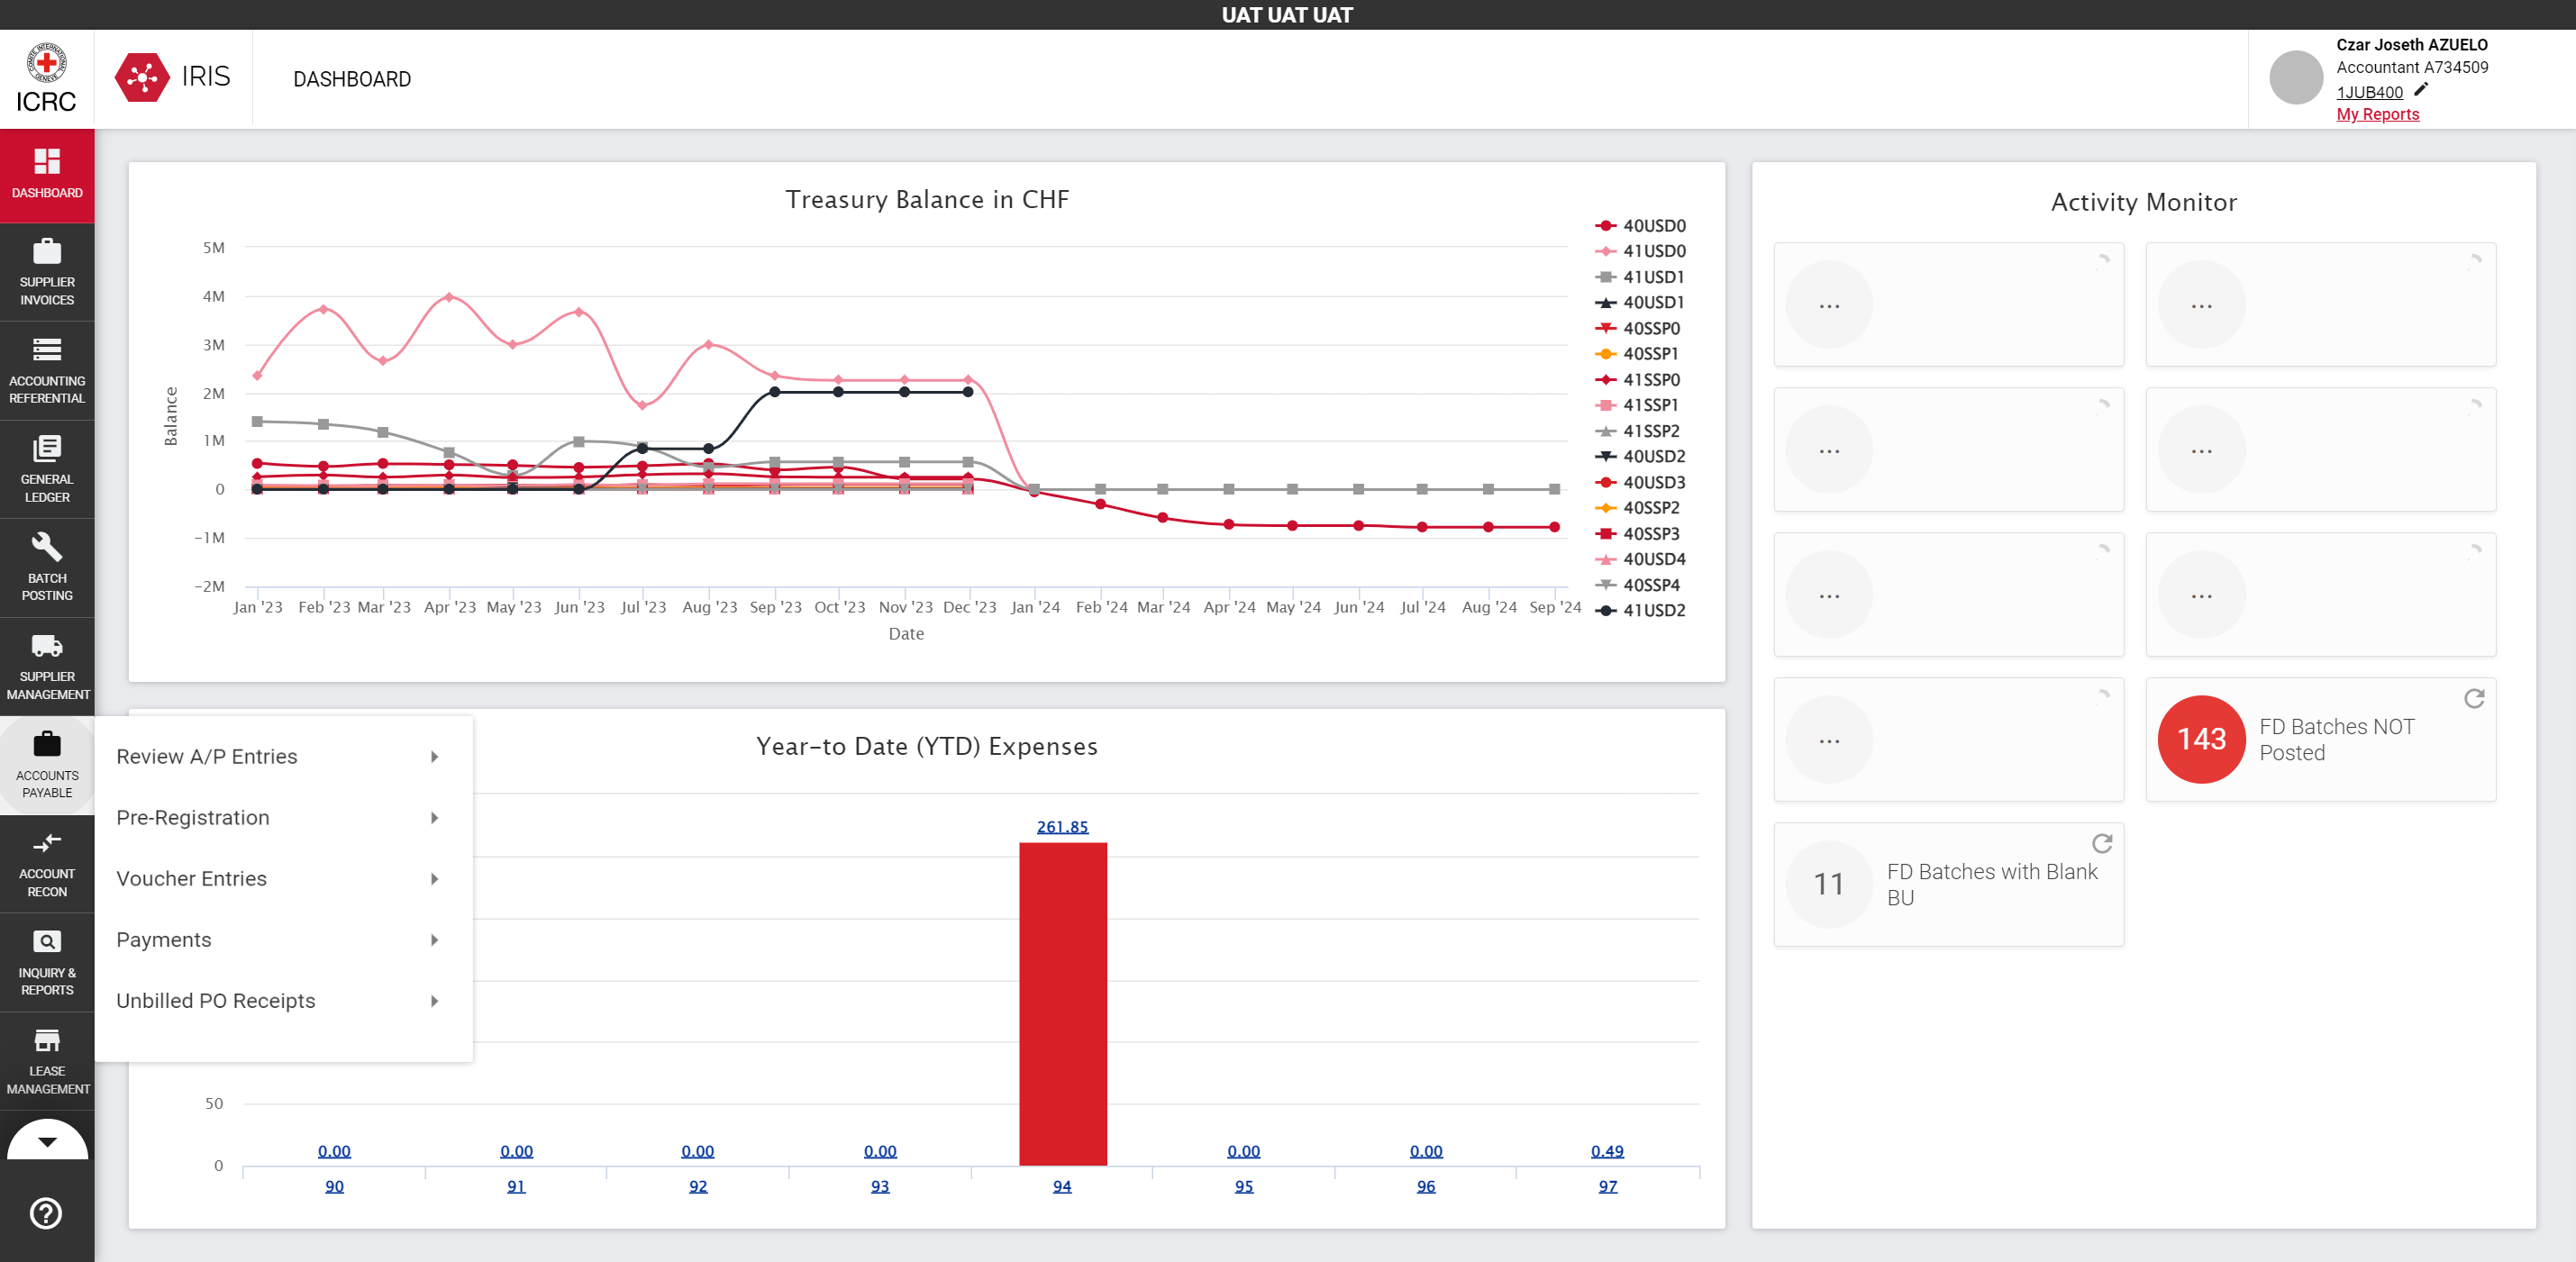 UAT UAT UAT
ICRC
IRIS
DASHBOARD
Czar Joseth AZUELO
Accountant A734509
1JUB400
My Reports
DASHBOARD
SUPPLIER
INVOICES
ACCOUNTING
REFERENTIAL
GENERAL
LEDGER
BATCH
POSTING
SUPPLIER
MANAGEMENT
ACCOUNTS
PAYABLE
ACCOUNT
RECON
INQUIRY &
REPORTS
LEASE
MANAGEMENT
Review A/P Entries
Pre-Registration
Voucher Entries
Payments
Unbilled PO Receipts
Treasury Balance in CHF
Balance
5M
4M
3M
2M
1M
0
-1M
-2M
Jan '23 Feb '23 Mar '23 Apr '23 May '23 Jun '23 Jul '23 Aug '23 Sep '23 Oct '23 Nov '23 Dec '23 Jan '24 Feb '24 Mar '24 Apr '24 May '24 Jun '24 Jul '24 Aug '24 Sep '24
Date
40USD0
41USD0
41USD1
40USD1
40SSP0
40SSP1
41SSP0
41SSP1
41SSP2
40USD2
40USD3
40SSP2
40SSP3
40USD4
40SSP4
41USD2
Year-to Date (YTD) Expenses
261.85
50
0
0.00 0.00 0.00 0.00 0.00 0.00 0.49
90 91 92 93 94 95 96 97
Activity Monitor
... ...
... ...
... ...
...
143
FD Batches NOT
Posted
11
FD Batches with Blank
BU